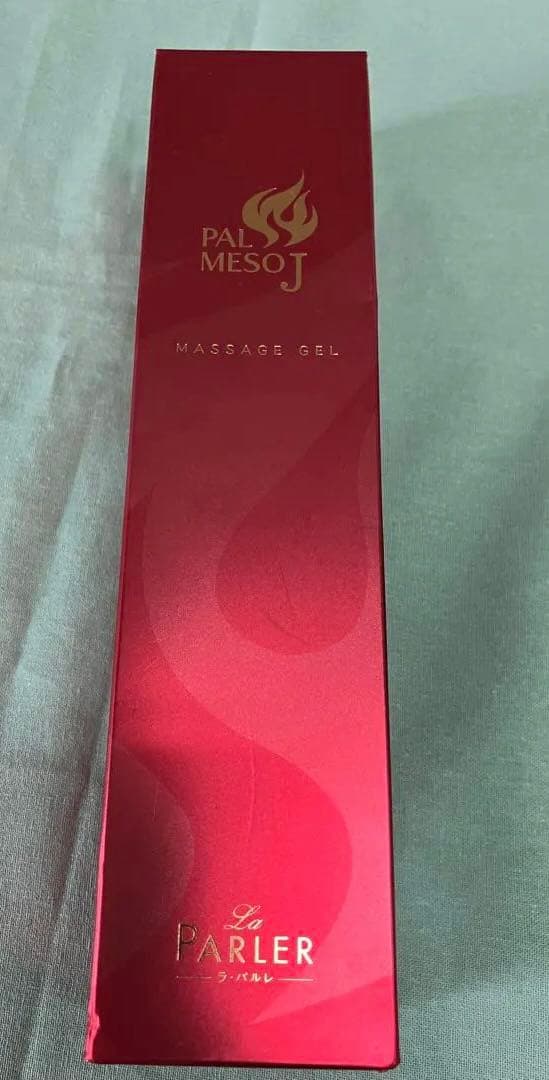 PAL
MESO J
MASSAGE GEL
La
PARLER
ラ・パルレ